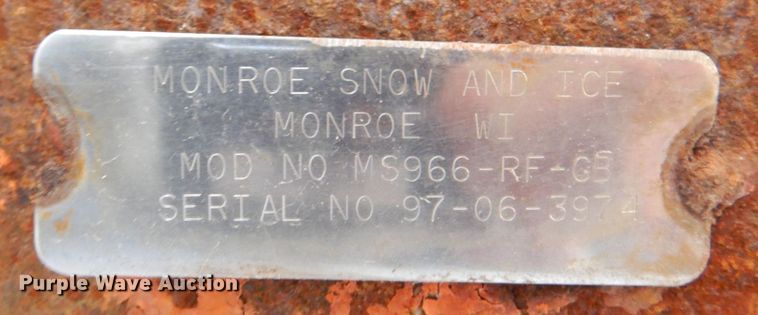 MONROE SNOW AND ICE
MONROE WI
MOD NO MS966-RF-GB
SERIAL NO 97-06-3974
Purple Wave Auction